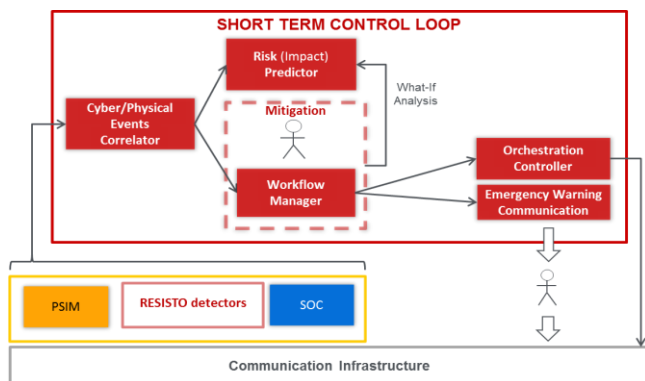 SHORT TERM CONTROL LOOP
Risk (Impact)
Predictor
What-If
Analysis
Cyber/Physical
Events
Correlator
Mitigation
Orchestration
Controller
Workflow
Manager
Emergency Warning
Communication
PSIM
RESISTO detectors
SOC
Communication Infrastructure